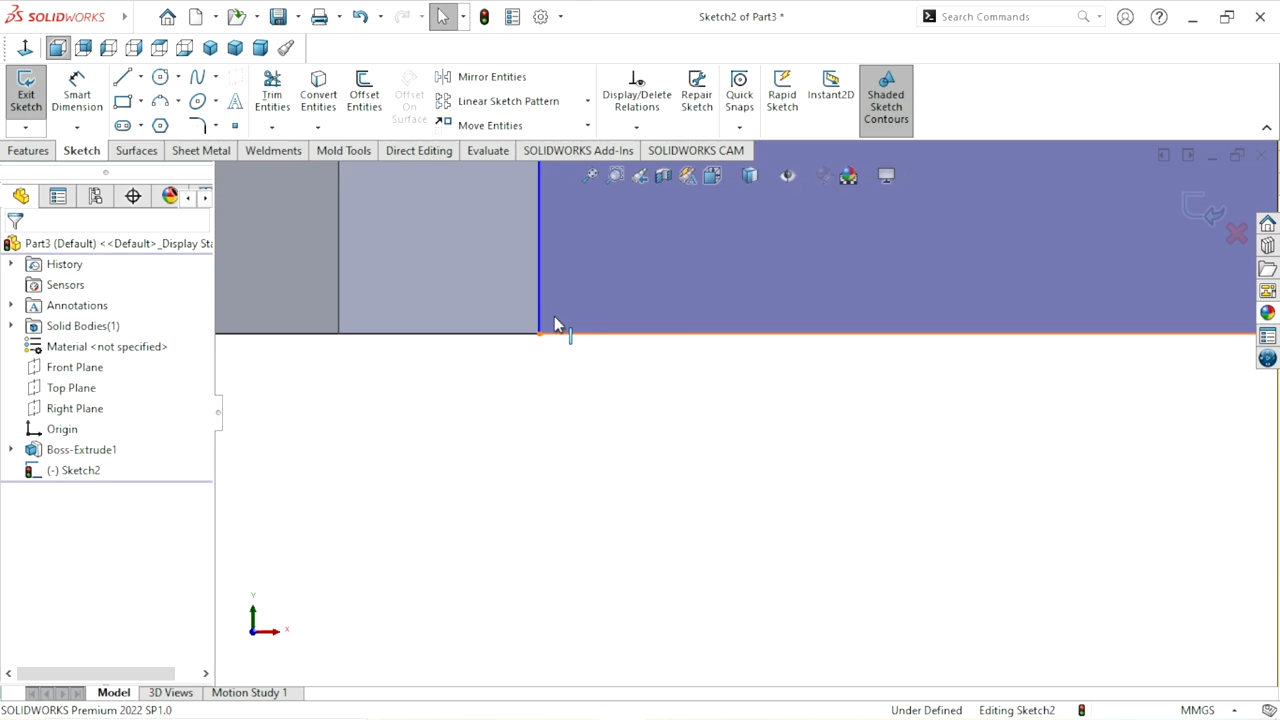 SOLIDWORKS
Sketch2 of Part3 *
Search Commands
Exit Sketch
Smart Dimension
Trim Entities
Convert Entities
Offset Entities
Offset On Surface
Mirror Entities
Linear Sketch Pattern
Move Entities
Display/Delete Relations
Repair Sketch
Quick Snaps
Rapid Sketch
Instant2D
Shaded Sketch Contours
Features
Sketch
Surfaces
Sheet Metal
Weldments
Mold Tools
Direct Editing
Evaluate
SOLIDWORKS Add-Ins
SOLIDWORKS CAM
Part3 (Default) <<Default>_Display Sta
History
Sensors
Annotations
Solid Bodies(1)
Material <not specified>
Front Plane
Top Plane
Right Plane
Origin
Boss-Extrude1
(-) Sketch2
Y
X
Model
3D Views
Motion Study 1
SOLIDWORKS Premium 2022 SP1.0
Under Defined
Editing Sketch2
MMGS